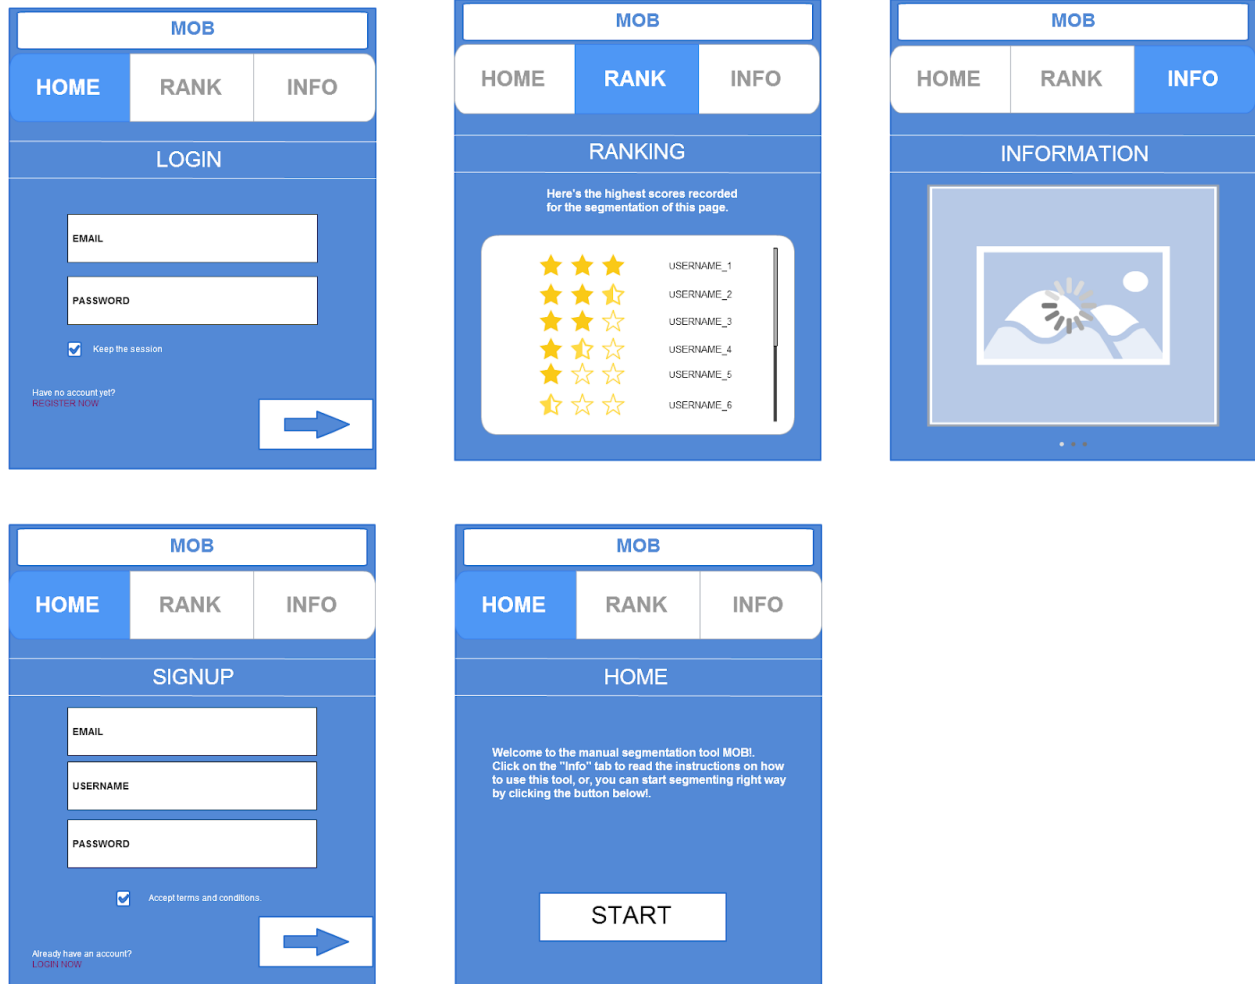 MOB
HOME RANK INFO
LOGIN
EMAIL
PASSWORD
Keep the session
Have no account yet?
REGISTER NOW
MOB
HOME RANK INFO
RANKING
Here's the highest scores recorded
for the segmentation of this page.
USERNAME_1
USERNAME_2
USERNAME_3
USERNAME_4
USERNAME_5
USERNAME_6
MOB
HOME RANK INFO
INFORMATION
MOB
HOME RANK INFO
SIGNUP
EMAIL
USERNAME
PASSWORD
Accept terms and conditions.
Already have an account?
LOGIN NOW
MOB
HOME RANK INFO
HOME
Welcome to the manual segmentation tool MOB!.
Click on the "Info" tab to read the instructions on how
to use this tool, or, you can start segmenting right way
by clicking the button below!.
START